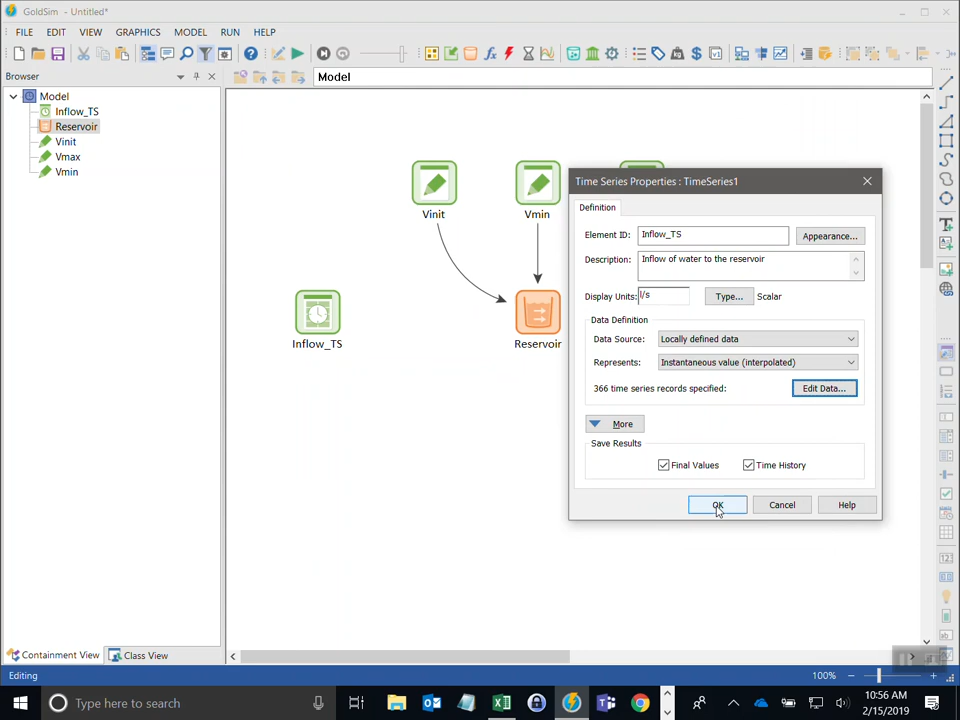 GoldSim - Untitled*
FILE EDIT VIEW GRAPHICS MODEL RUN HELP
Browser
Model
Model
Inflow_TS
Reservoir
Vinit
Vmax
Vmin
Vinit
Vmin
Inflow_TS
Reservoir
Time Series Properties : TimeSeries1
Definition
Element ID: Inflow_TS Appearance...
Description: Inflow of water to the reservoir
Display Units: l/s Type... Scalar
Data Definition
Data Source: Locally defined data
Represents: Instantaneous value (interpolated)
366 time series records specified: Edit Data...
More
Save Results
Final Values Time History
OK Cancel Help
Containment View Class View
Editing 100%
Type here to search
10:56 AM
2/15/2019